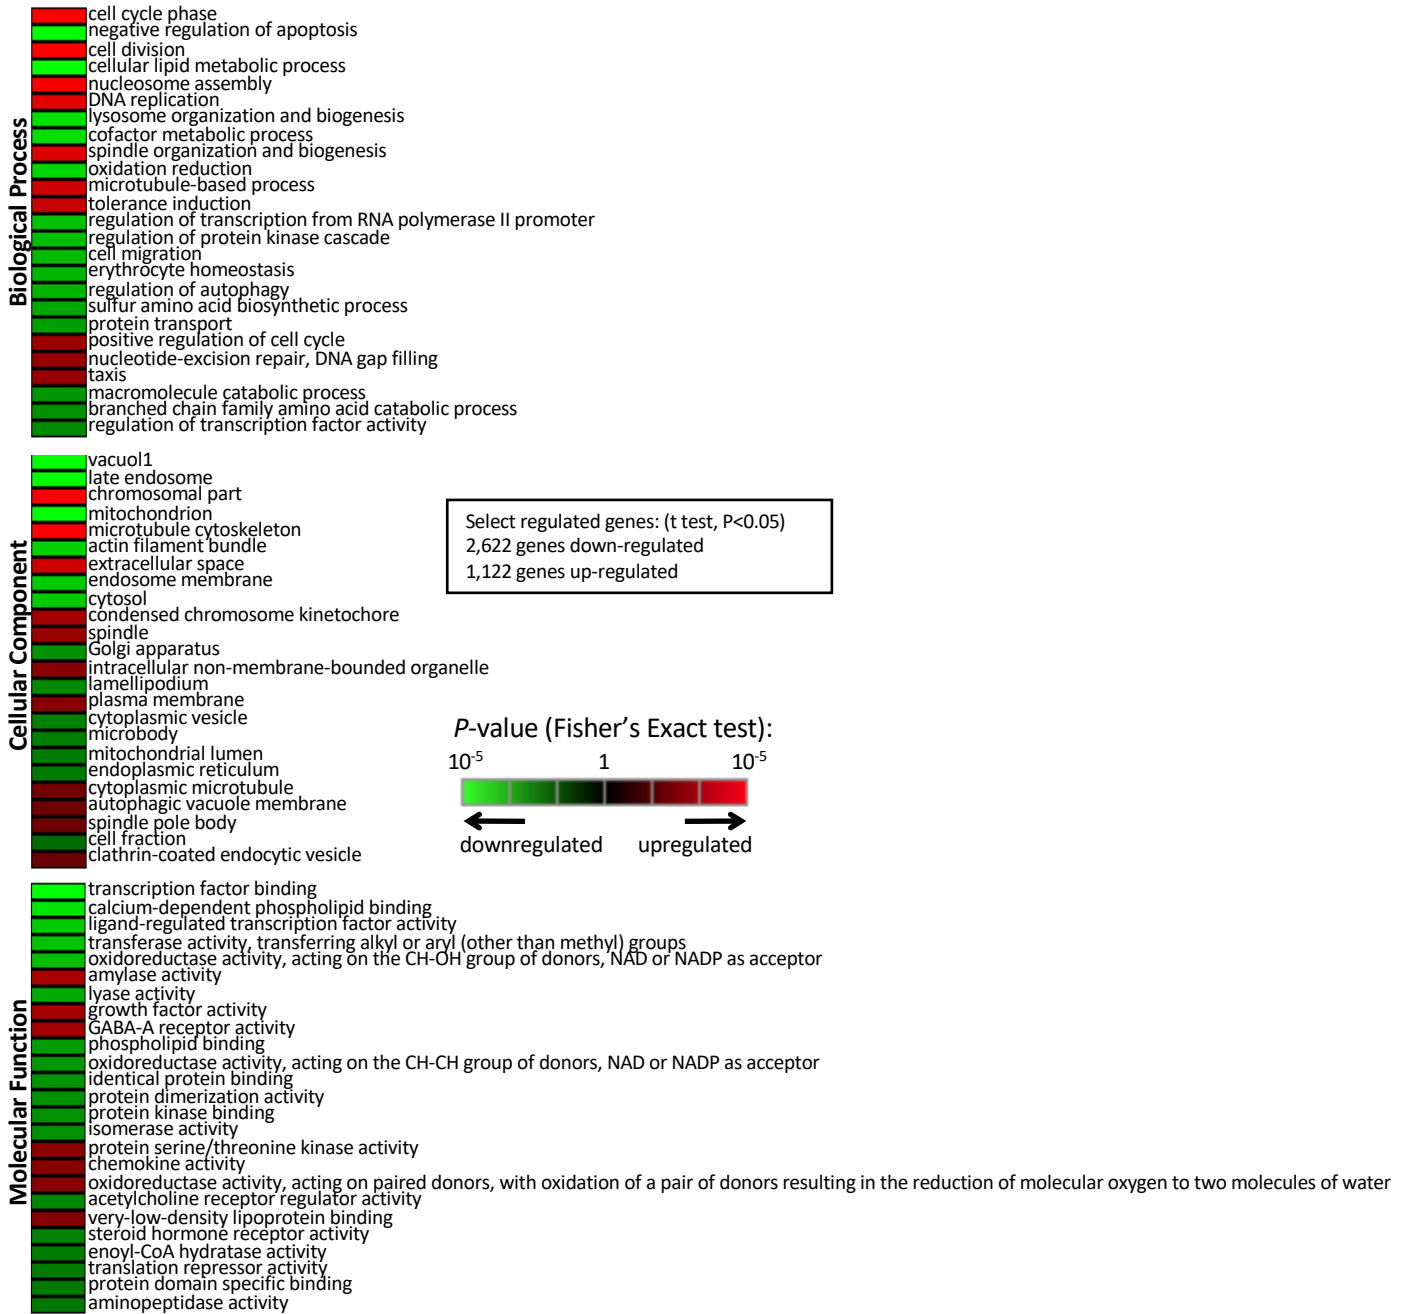 Biological Process
cell cycle phase
negative regulation of apoptosis
cell division
cellular lipid metabolic process
nucleosome assembly
DNA replication
lysosome organization and biogenesis
cofactor metabolic process
spindle organization and biogenesis
oxidation reduction
microtubule-based process
tolerance induction
regulation of transcription from RNA polymerase II promoter
regulation of protein kinase cascade
cell migration
erythrocyte homeostasis
regulation of autophagy
sulfur amino acid biosynthetic process
protein transport
positive regulation of cell cycle
nucleotide-excision repair, DNA gap filling
taxis
macromolecule catabolic process
branched chain family amino acid catabolic process
regulation of transcription factor activity
Cellular Component
vacuol1
late endosome
chromosomal part
mitochondrion
microtubule cytoskeleton
actin filament bundle
extracellular space
endosome membrane
cytosol
condensed chromosome kinetochore
spindle
Golgi apparatus
intracellular non-membrane-bounded organelle
lamellipodium
plasma membrane
cytoplasmic vesicle
microbody
mitochondrial lumen
endoplasmic reticulum
cytoplasmic microtubule
autophagic vacuole membrane
spindle pole body
cell fraction
clathrin-coated endocytic vesicle
Select regulated genes: (t test, P<0.05)
2,622 genes down-regulated
1,122 genes up-regulated
P-value (Fisher’s Exact test):
10-5 1 10-5
downregulated upregulated
Molecular Function
transcription factor binding
calcium-dependent phospholipid binding
ligand-regulated transcription factor activity
transferase activity, transferring alkyl or aryl (other than methyl) groups
oxidoreductase activity, acting on the CH-OH group of donors, NAD or NADP as acceptor
amylase activity
lyase activity
growth factor activity
GABA-A receptor activity
phospholipid binding
oxidoreductase activity, acting on the CH-CH group of donors, NAD or NADP as acceptor
identical protein binding
protein dimerization activity
protein kinase binding
isomerase activity
protein serine/threonine kinase activity
chemokine activity
oxidoreductase activity, acting on paired donors, with oxidation of a pair of donors resulting in the reduction of molecular oxygen to two molecules of water
acetylcholine receptor regulator activity
very-low-density lipoprotein binding
steroid hormone receptor activity
enoyl-CoA hydratase activity
translation repressor activity
protein domain specific binding
aminopeptidase activity